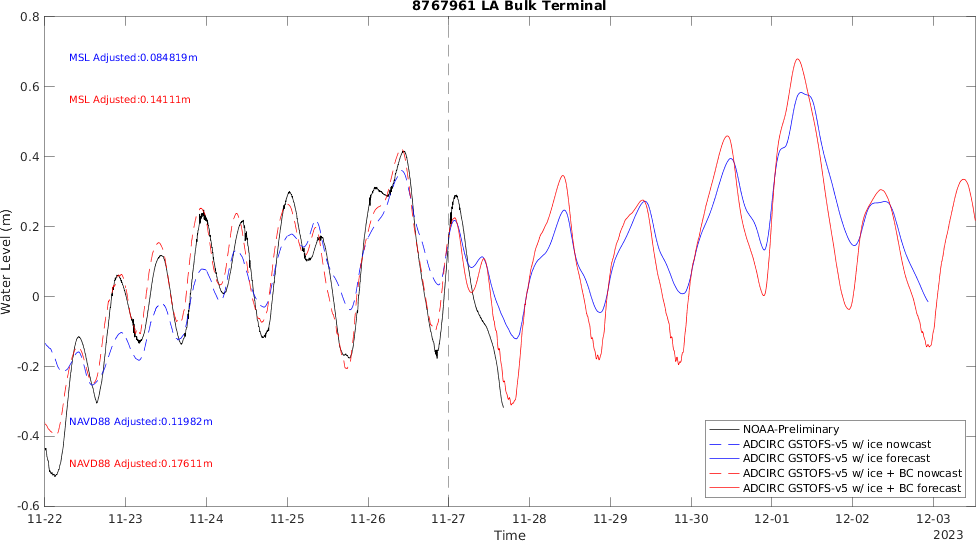 8767961 LA Bulk Terminal
0.8
MSL Adjusted:0.084819m
0.6
MSL Adjusted:0.14111m
0.4
0.2
Water Level (m)
0
-0.2
NAVD88 Adjusted:0.11982m
-0.4
NAVD88 Adjusted:0.17611m
-0.6
NOAA-Preliminary
ADCIRC GSTOFS-v5 w/ ice nowcast
ADCIRC GSTOFS-v5 w/ ice forecast
ADCIRC GSTOFS-v5 w/ ice + BC nowcast
ADCIRC GSTOFS-v5 w/ ice + BC forecast
11-22 11-23 11-24 11-25 11-26 11-27 11-28 11-29 11-30 12-01 12-02 12-03
Time
2023